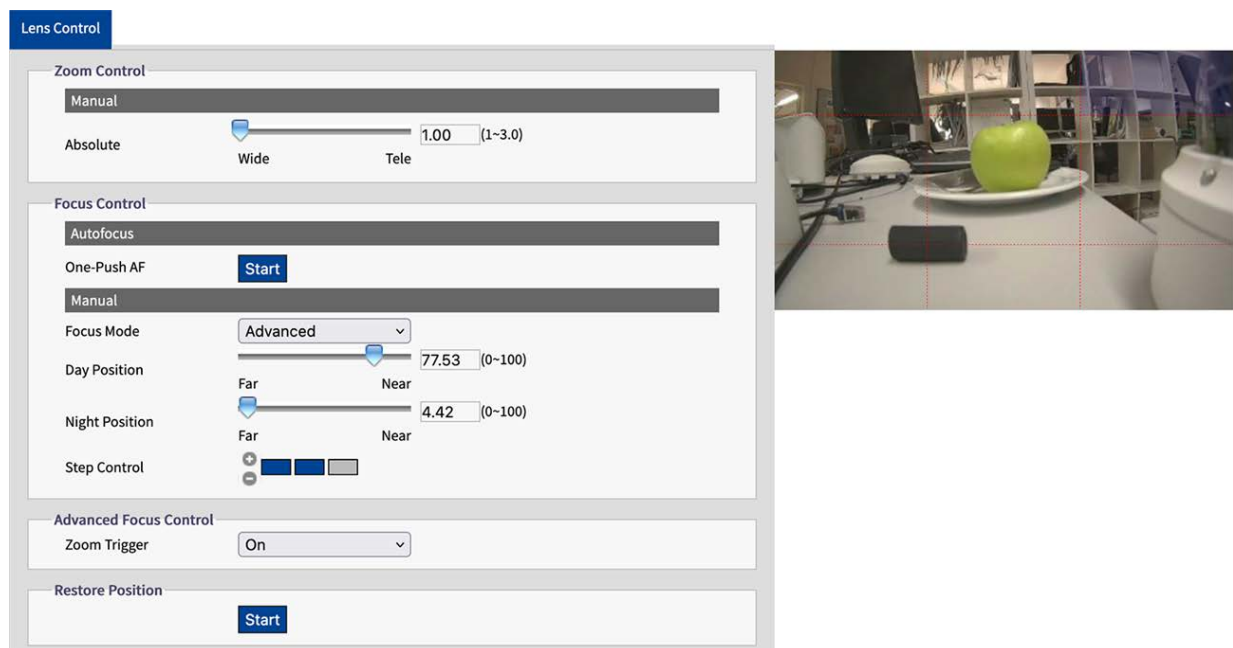 Lens Control
Zoom Control
Manual
Absolute 1.00 (1~3.0)
Wide Tele
Focus Control
Autofocus
One-Push AF Start
Manual
Focus Mode Advanced
Day Position 77.53 (0~100)
Far Near
Night Position 4.42 (0~100)
Far Near
Step Control
Advanced Focus Control
Zoom Trigger On
Restore Position
Start